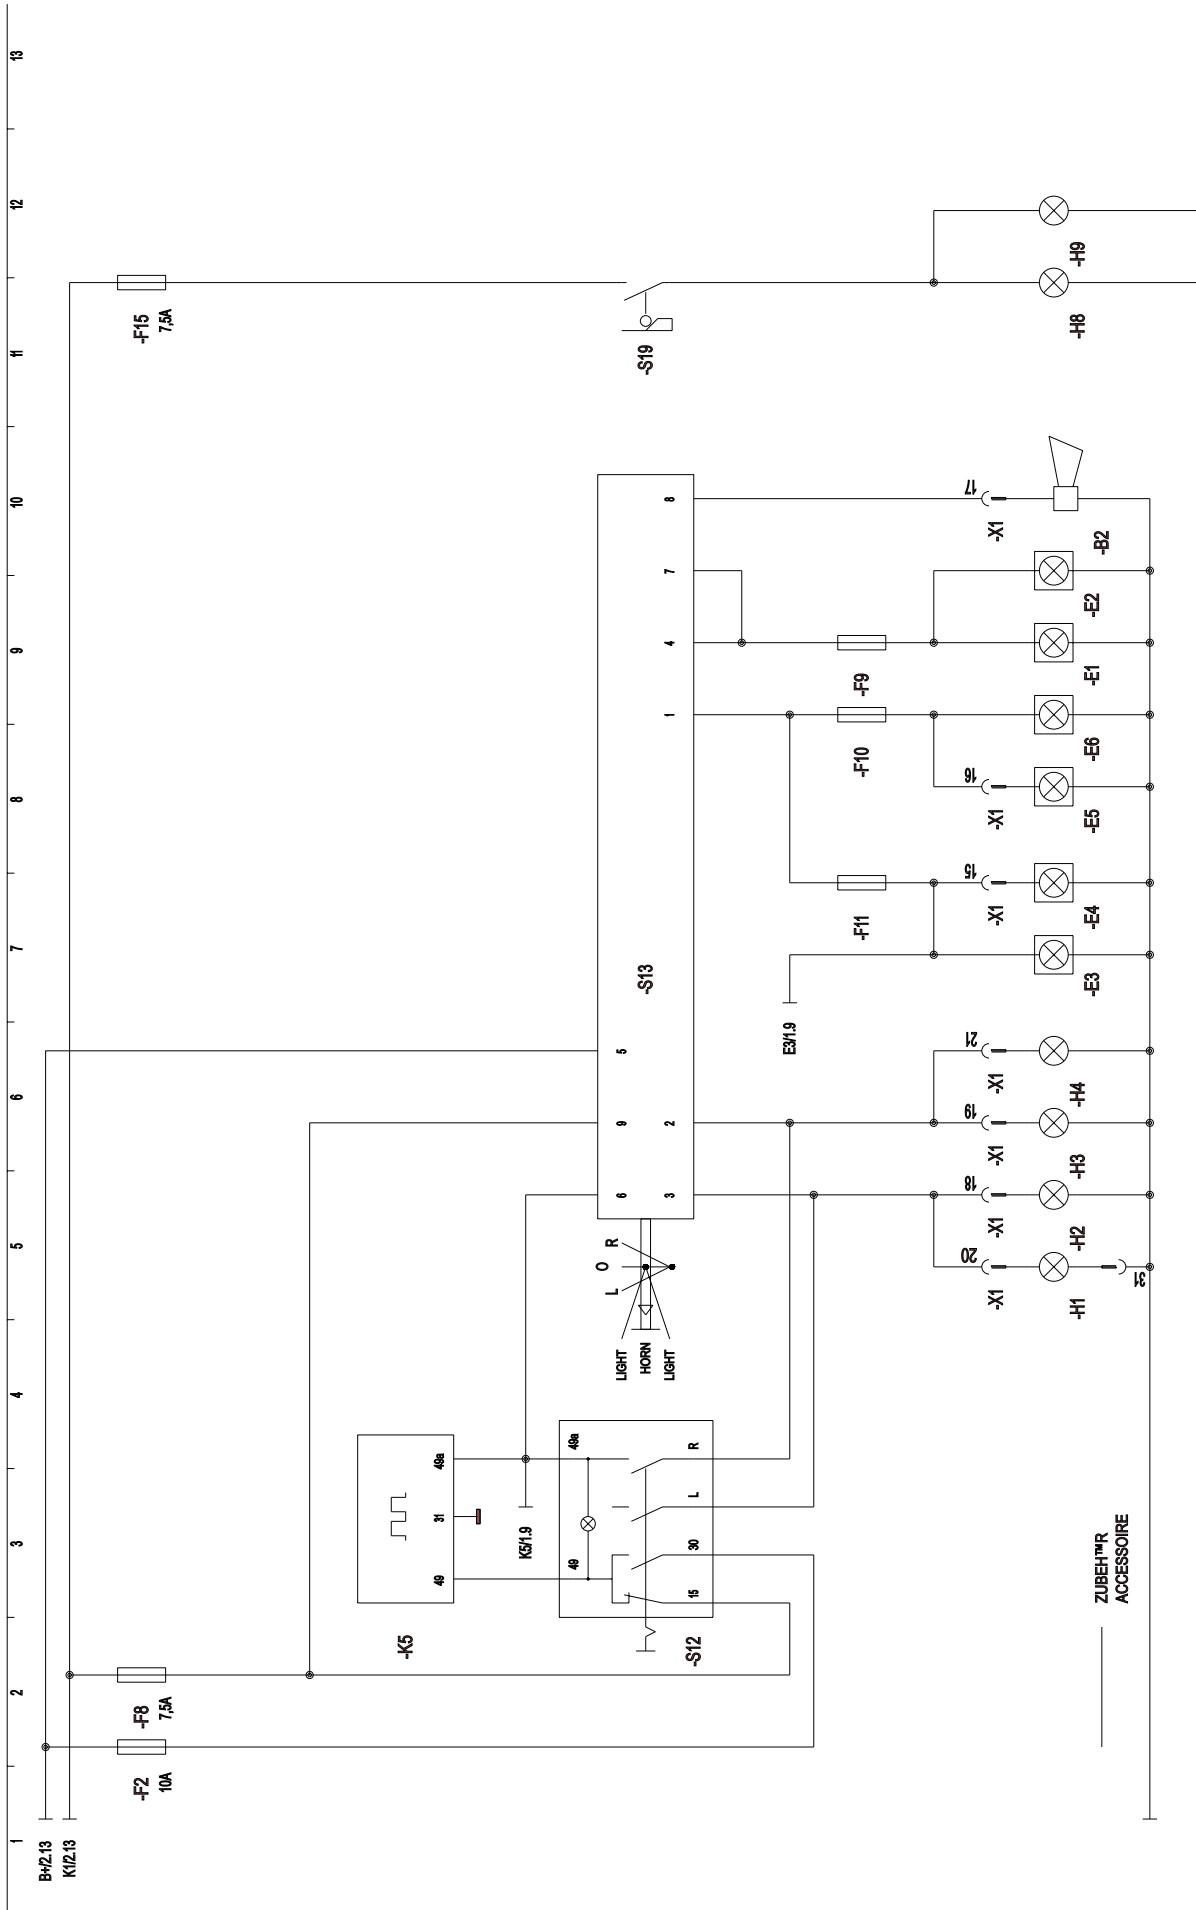 1
2
3
4
5
6
7
8
9
10
11
12
13
B+/2.13
K1/2.13
-F2
10A
-F8
7,5A
-F15
7,5A
-K5
49
31
49a
K5/1.9
-S12
49
49a
15
30
L
R
LIGHT
HORN
LIGHT
L
O
R
-S13
6
9
5
3
2
1
4
7
8
-S19
E3/1.9
-F11
-F10
-F9
20
18
19
21
15
16
17
-X1
-X1
-X1
-X1
-X1
-X1
-X1
-H1
-H2
-H3
-H4
-E3
-E4
-E5
-E6
-E1
-E2
-B2
-H8
-H9
31
ZUBEH™R
ACCESSOIRE